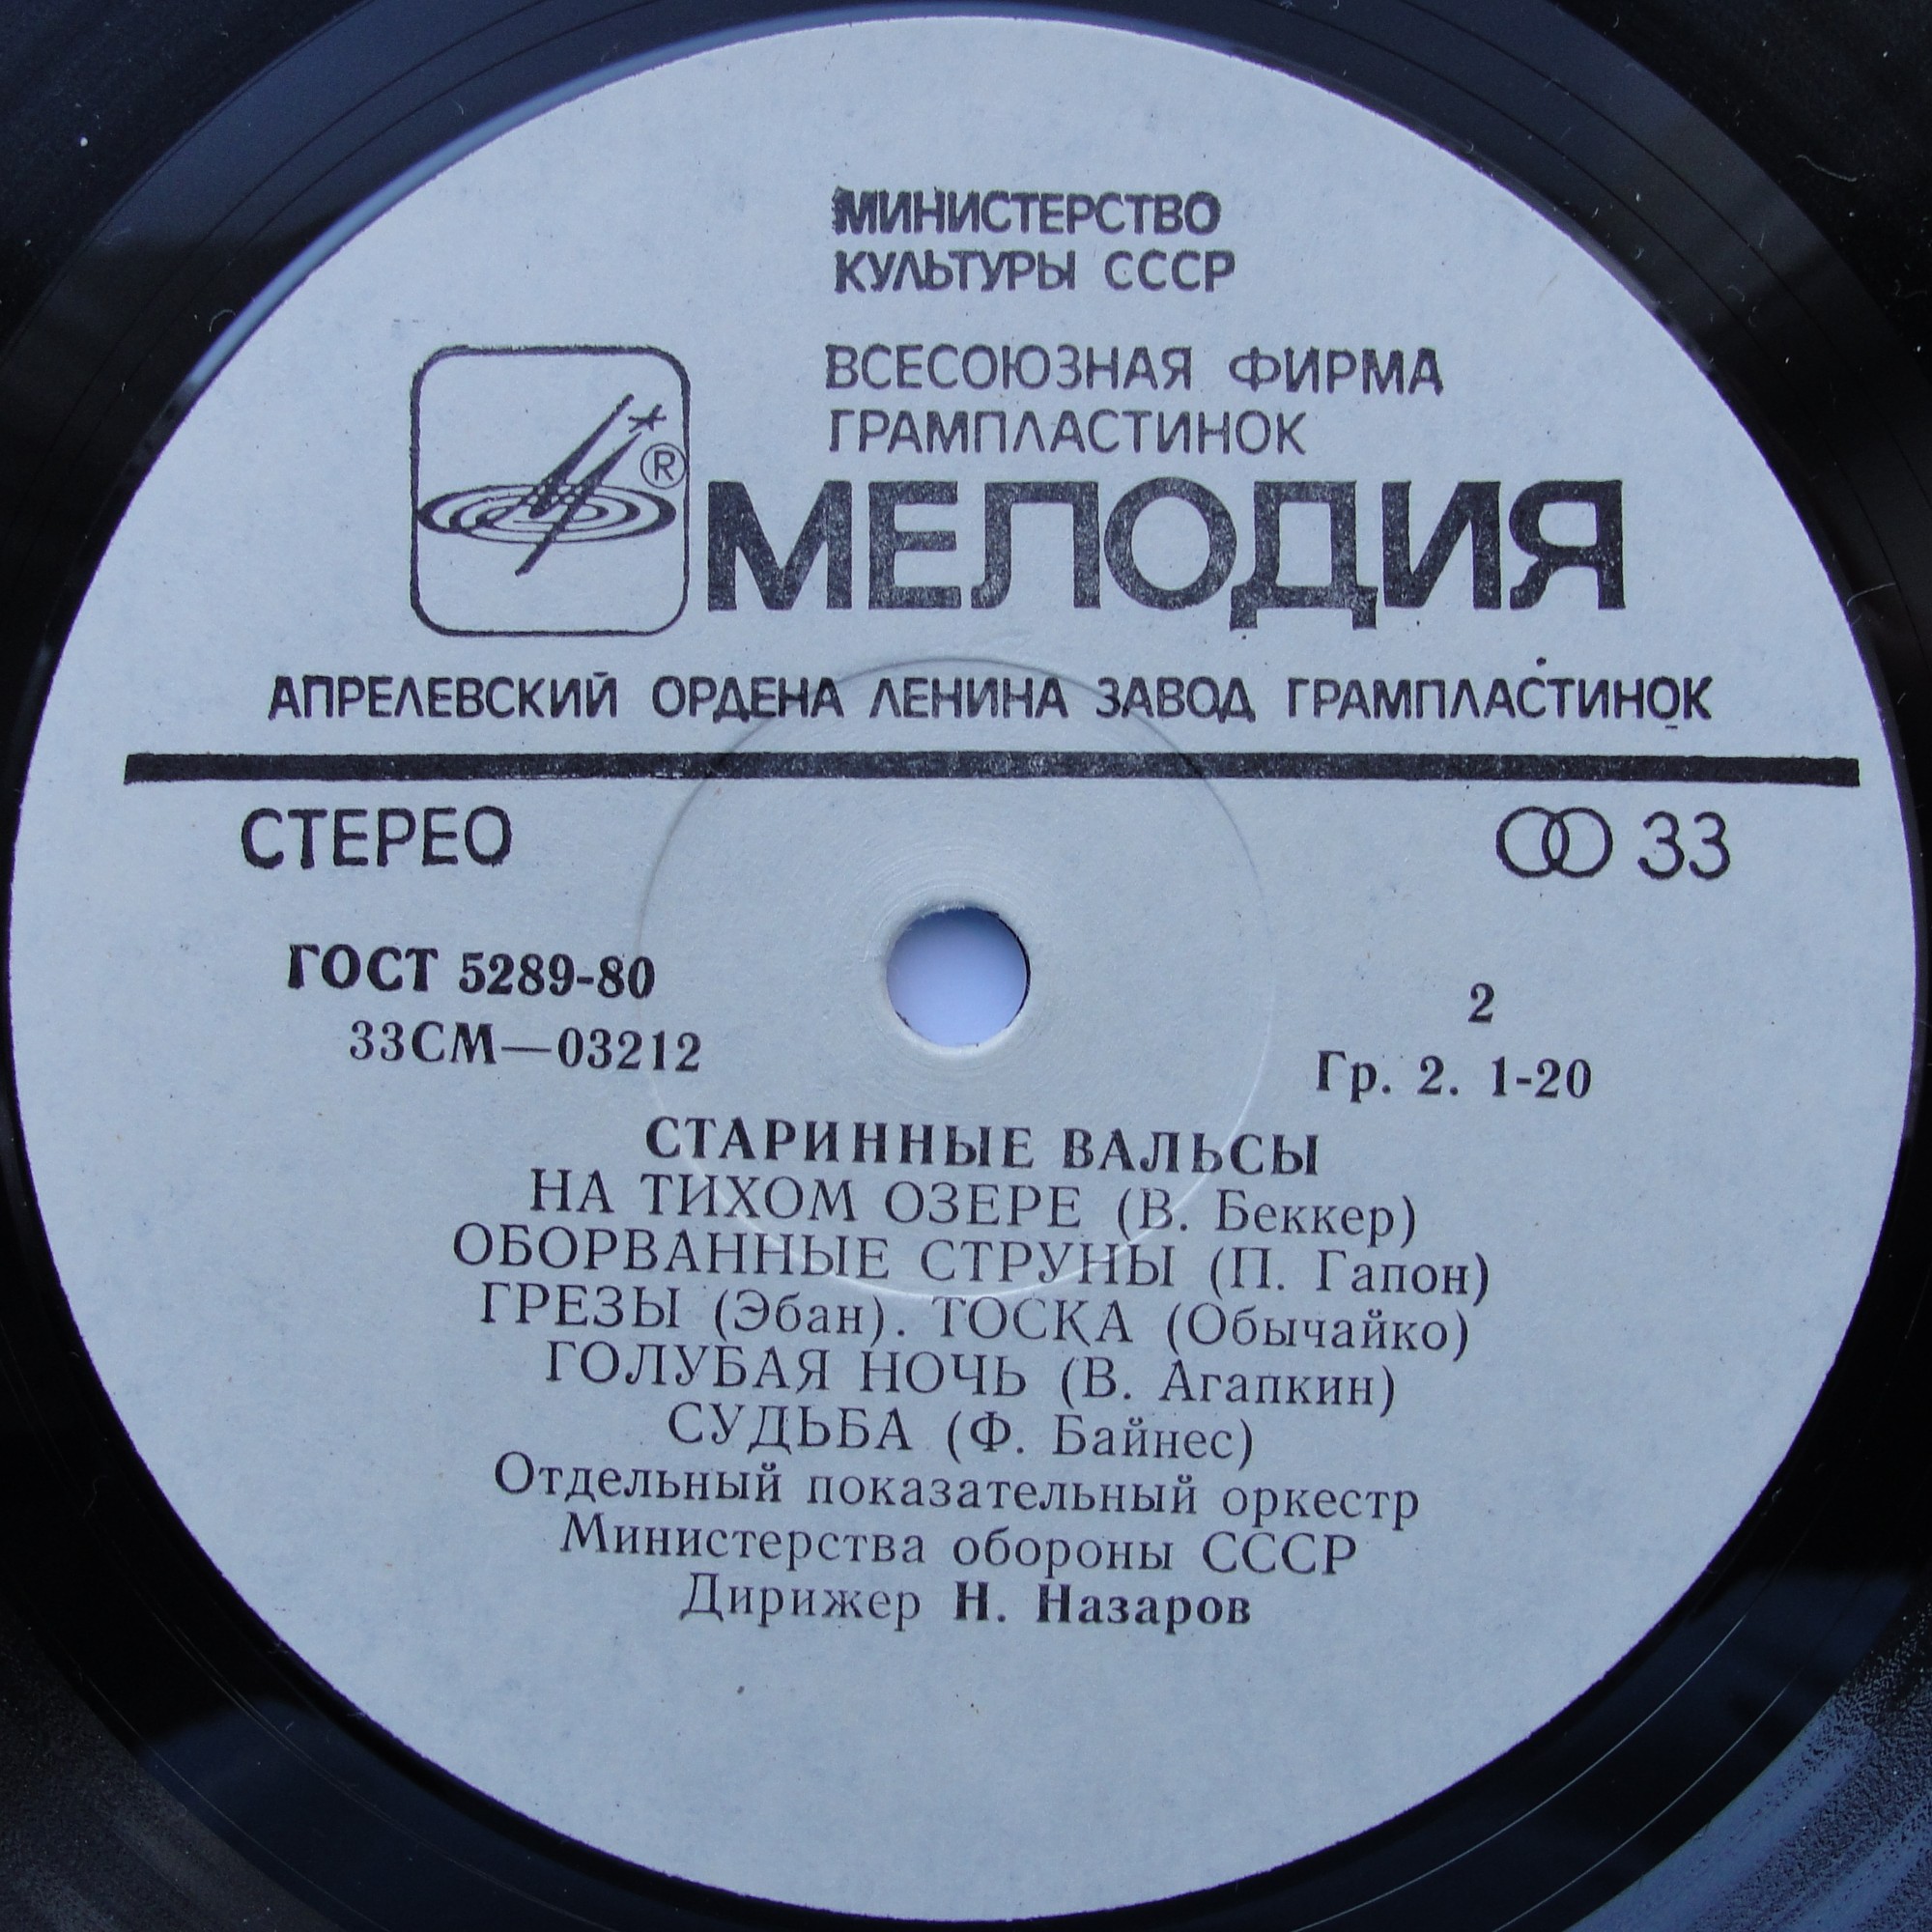 МИНИСТЕРСТВО
КУЛЬТУРЫ СССР
ВСЕСОЮЗНАЯ ФИРМА
ГРАМПЛАСТИНОК
®
МЕЛОДИЯ
АПРЕЛЕВСКИЙ ОРДЕНА ЛЕНИНА ЗАВОД ГРАМПЛАСТИНОК
СТЕРЕО 33
ГОСТ 5289-80 2
33СМ—03212 Гр. 2. 1-20
СТАРИННЫЕ ВАЛЬСЫ
НА ТИХОМ ОЗЕРЕ (В. Беккер)
ОБОРВАННЫЕ СТРУНЫ (П. Гапон)
ГРЕЗЫ (Эбан). ТОСКА (Обычайко)
ГОЛУБАЯ НОЧЬ (В. Агапкин)
СУДЬБА (Ф. Байнес)
Отдельный показательный оркестр
Министерства обороны СССР
Дирижер Н. Назаров